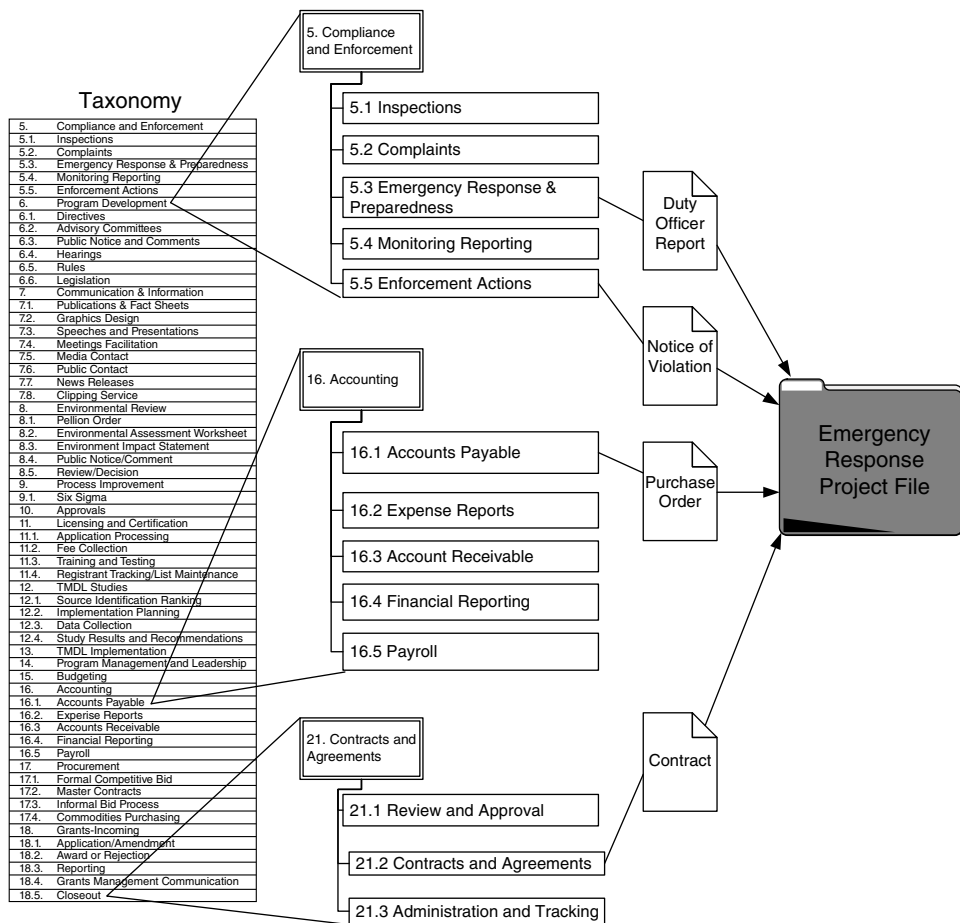 Taxonomy
5. Compliance and Enforcement
5.1. Inspections
5.2. Complaints
5.3. Emergency Response & Preparedness
5.4. Monitoring Reporting
5.5. Enforcement Actions
6. Program Development
6.1. Directives
6.2. Advisory Committees
6.3. Public Notice and Comments
6.4. Hearings
6.5. Rules
6.6. Legislation
7. Communication & Information
7.1. Publications & Fact Sheets
7.2. Graphics Design
7.3. Speeches and Presentations
7.4. Meetings Facilitation
7.5. Media Contact
7.6. Public Contact
7.7. News Releases
7.8. Clipping Service
8. Environmental Review
8.1. Pellion Order
8.2. Environmental Assessment Worksheet
8.3. Environment Impact Statement
8.4. Public Notice/Comment
8.5. Review/Decision
9. Process Improvement
9.1. Six Sigma
10. Approvals
11. Licensing and Certification
11.1. Application Processing
11.2. Fee Collection
11.3. Training and Testing
11.4. Registrant Tracking/List Maintenance
12. TMDL Studies
12.1. Source Identification Ranking
12.2. Implementation Planning
12.3. Data Collection
12.4. Study Results and Recommendations
13. TMDL Implementation
14. Program Management and Leadership
15. Budgeting
16. Accounting
16.1. Accounts Payable
16.2. Experise Reports
16.3 Accounts Receivable
16.4. Financial Reporting
16.5 Payroll
17. Procurement
17.1. Formal Competitive Bid
17.2. Master Contracts
17.3. Informal Bid Process
17.4. Commodities Purchasing
18. Grants-Incoming
18.1. Application/Amendment
18.2. Award or Rejection
18.3. Reporting
18.4. Grants Management Communication
18.5. Closeout
5. Compliance
and Enforcement
5.1 Inspections
5.2 Complaints
5.3 Emergency Response &
Preparedness
5.4 Monitoring Reporting
5.5 Enforcement Actions
16. Accounting
16.1 Accounts Payable
16.2 Expense Reports
16.3 Account Receivable
16.4 Financial Reporting
16.5 Payroll
21. Contracts and
Agreements
21.1 Review and Approval
21.2 Contracts and Agreements
21.3 Administration and Tracking
Duty
Officer
Report
Notice of
Violation
Purchase
Order
Contract
Emergency
Response
Project File